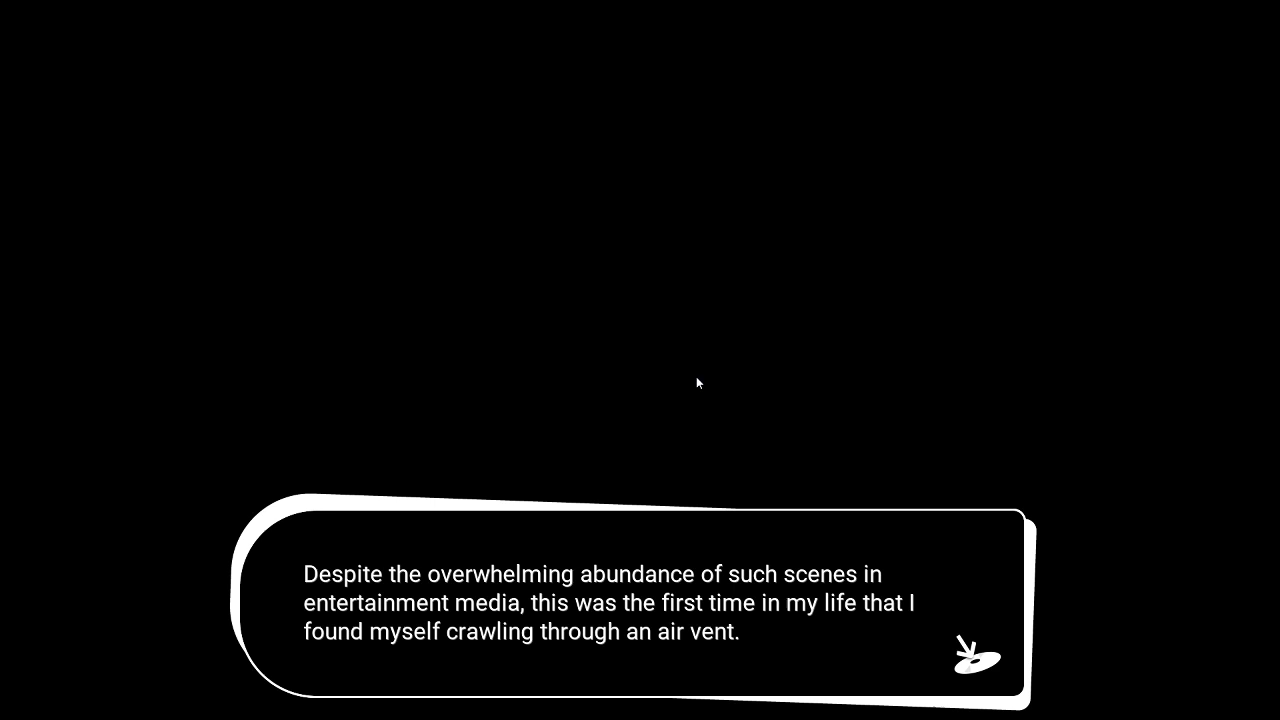 Despite the overwhelming abundance of such scenes in
entertainment media, this was the first time in my life that I
found myself crawling through an air vent.